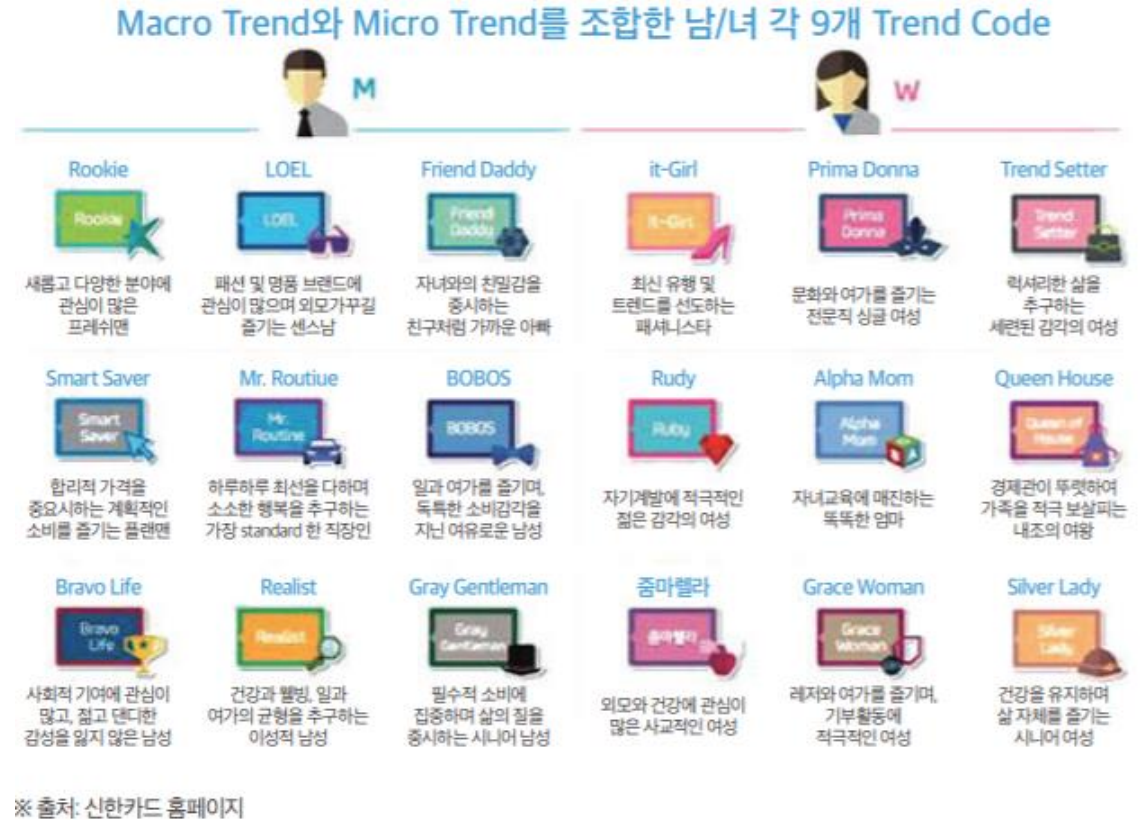 Macro Trend와 Micro Trend를 조합한 남/녀 각 9개 Trend Code
M
W
Rookie
LOEL
Friend Daddy
it-Girl
Prima Donna
Trend Setter
Rookie
LOEL
Friend
Daddy
It-Girl
Prima
Donna
Trend
Setter
새롭고 다양한 분야에
관심이 많은
프레쉬맨
패션 및 명품 브랜드에
관심이 많으며 외모가꾸길
즐기는 센스남
자녀와의 친밀감을
중시하는
친구처럼 가까운 아빠
최신 유행 및
트렌드를 선도하는
패셔니스타
문화와 여가를 즐기는
전문직 싱글 여성
럭셔리한 삶을
추구하는
세련된 감각의 여성
Smart Saver
Mr. Routiue
BOBOS
Rudy
Alpha Mom
Queen House
Smart
Saver
Mr.
Routine
BOBOS
Ruby
Alpha
Mom
Queen of
House
합리적 가격을
중요시하는 계획적인
소비를 즐기는 플랜맨
하루하루 최선을 다하며
소소한 행복을 추구하는
가장 standard 한 직장인
일과 여가를 즐기며,
독특한 소비감각을
지닌 여유로운 남성
자기계발에 적극적인
젊은 감각의 여성
자녀교육에 매진하는
똑똑한 엄마
경제관이 뚜렷하여
가족을 적극 보살피는
내조의 여왕
Bravo Life
Realist
Gray Gentleman
줌마렐라
Grace Woman
Silver Lady
Bravo
Life
Realist
Gray
Gentleman
줌마렐라
Grace
Woman
Silver
Lady
사회적 기여에 관심이
많고, 젊고 댄디한
감성을 잃지 않은 남성
건강과 웰빙, 일과
여가의 균형을 추구하는
이성적 남성
필수적 소비에
집중하며 삶의 질을
중시하는 시니어 남성
외모와 건강에 관심이
많은 사교적인 여성
레저와 여가를 즐기며,
기부활동에
적극적인 여성
건강을 유지하며
삶 자체를 즐기는
시니어 여성
※ 출처: 신한카드 홈페이지